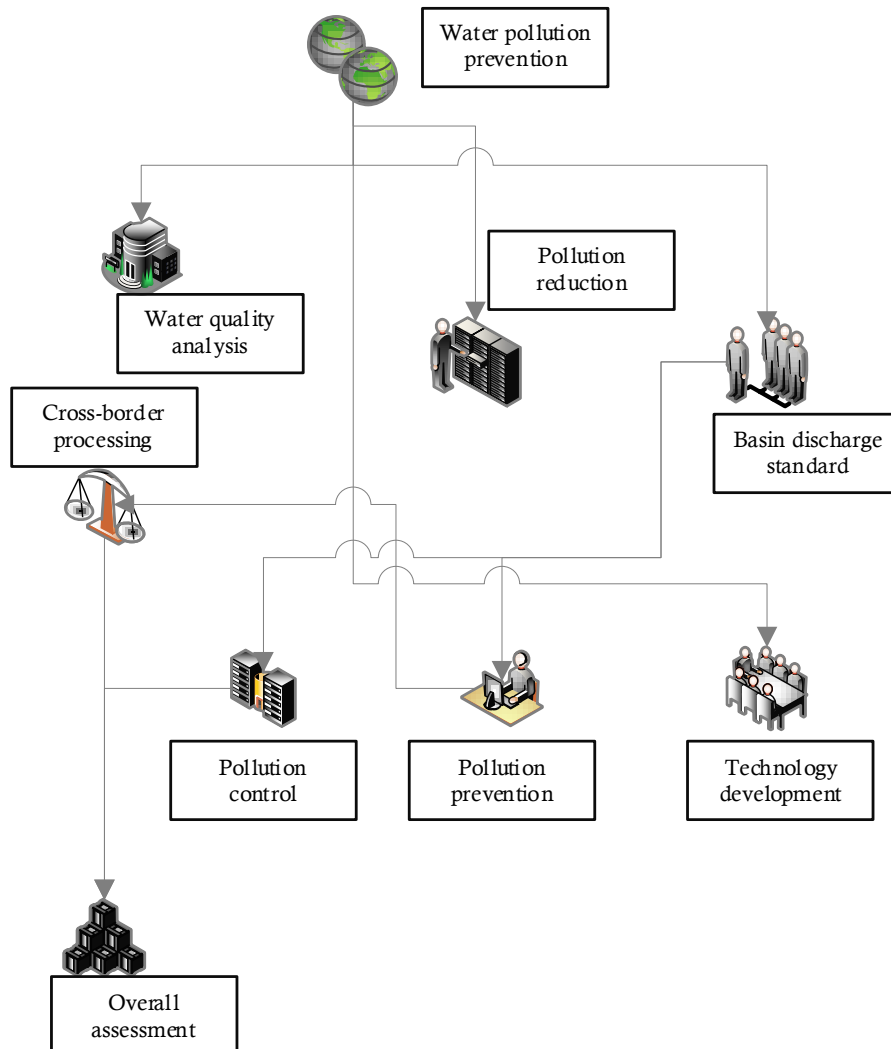 Water pollution
prevention
Pollution
reduction
Water quality
analysis
Cross-border
processing
Basin discharge
standard
Pollution
control
Pollution
prevention
Technology
development
Overall
assessment